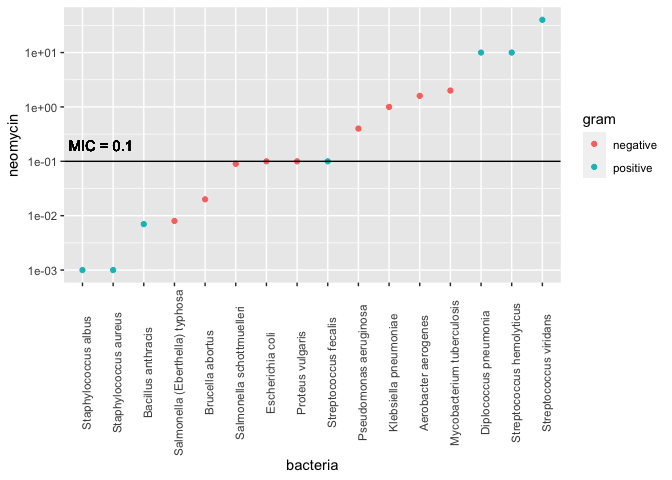 1e+01
1e+00
1e-01
1e-02
1e-03
neomycin
MIC = 0.1
gram
negative
positive
Staphylococcus albus
Staphylococcus aureus
Bacillus anthracis
Salmonella (Eberthella) typhosa
Brucella abortus
Salmonella schottmuelleri
Escherichia coli
Proteus vulgaris
Streptococcus fecalis
Pseudomonas aeruginosa
Klebsiella pneumoniae
Aerobacter aerogenes
Mycobacterium tuberculosis
Diplococcus pneumonia
Streptococcus hemolyticus
Streptococcus viridans
bacteria